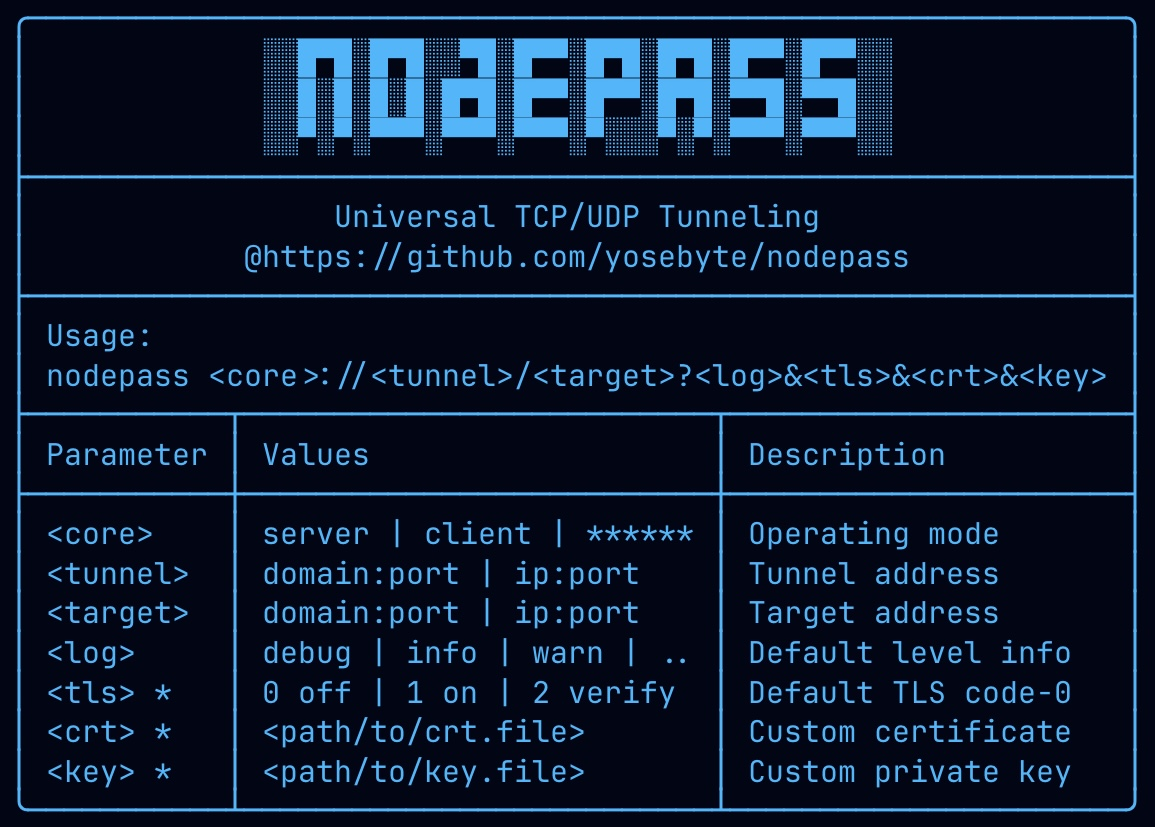 NODEPASS
Universal TCP/UDP Tunneling
@https://github.com/yosebyte/nodepass
Usage:
nodepass <core>://<tunnel>/<target>?<log>&<tls>&<crt>&<key>
Parameter Values Description
<core> server | client | ****** Operating mode
<tunnel> domain:port | ip:port Tunnel address
<target> domain:port | ip:port Target address
<log> debug | info | warn | .. Default level info
<tls> * 0 off | 1 on | 2 verify Default TLS code-0
<crt> * <path/to/crt.file> Custom certificate
<key> * <path/to/key.file> Custom private key